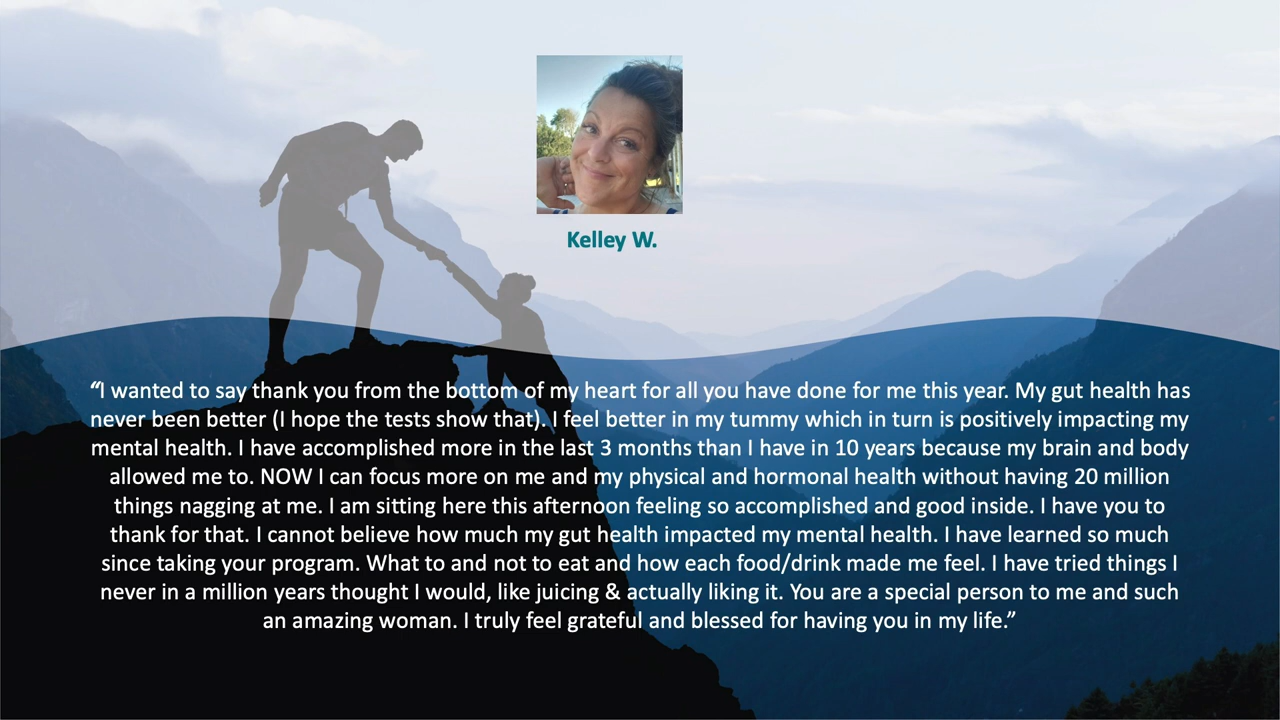 Kelley W.
“I wanted to say thank you from the bottom of my heart for all you have done for me this year. My gut health has
never been better (I hope the tests show that). I feel better in my tummy which in turn is positively impacting my
mental health. I have accomplished more in the last 3 months than I have in 10 years because my brain and body
allowed me to. NOW I can focus more on me and my physical and hormonal health without having 20 million
things nagging at me. I am sitting here this afternoon feeling so accomplished and good inside. I have you to
thank for that. I cannot believe how much my gut health impacted my mental health. I have learned so much
since taking your program. What to and not to eat and how each food/drink made me feel. I have tried things I
never in a million years thought I would, like juicing & actually liking it. You are a special person to me and such
an amazing woman. I truly feel grateful and blessed for having you in my life.”